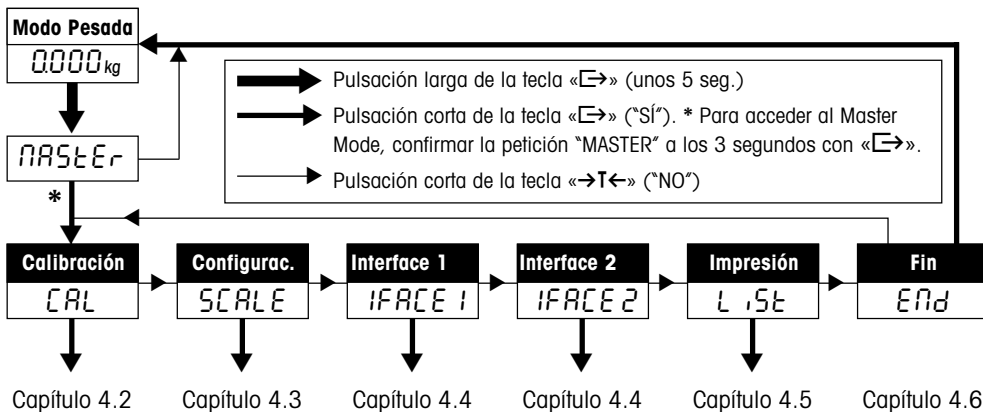 Modo Pesada
0.000 kg
Pulsación larga de la tecla «» (unos 5 seg.)
Pulsación corta de la tecla «» ("SÍ"). * Para acceder al Master
Mode, confirmar la petición "MASTER" a los 3 segundos con «».
Pulsación corta de la tecla «→T←» ("NO")
MAStEr
*
Calibración
CAL
Configurac.
SCALE
Interface 1
IFACE 1
Interface 2
IFACE 2
Impresión
LiSt
Fin
ENd
Capítulo 4.2
Capítulo 4.3
Capítulo 4.4
Capítulo 4.4
Capítulo 4.5
Capítulo 4.6